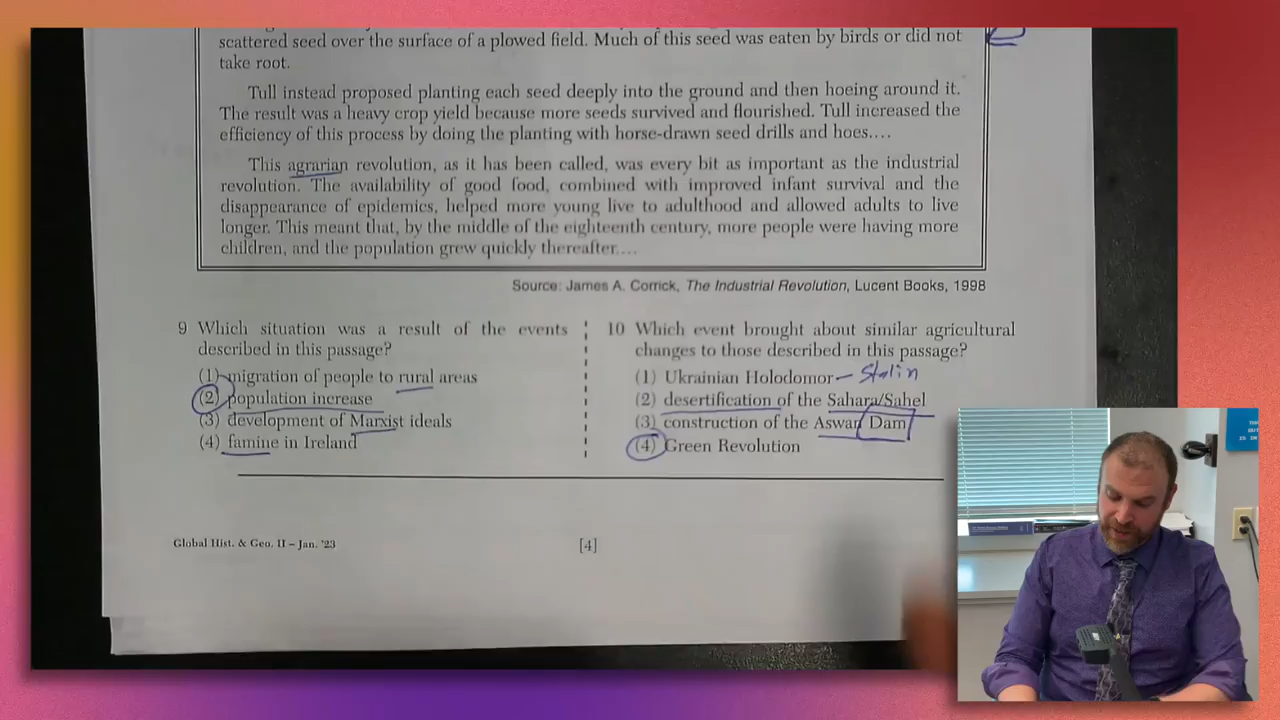 scattered seed over the surface of a plowed field. Much of this seed was eaten by birds or did not
take root.
Tull instead proposed planting each seed deeply into the ground and then hoeing around it.
The result was a heavy crop yield because more seeds survived and flourished. Tull increased the
efficiency of this process by doing the planting with horse-drawn seed drills and hoes....
This agrarian revolution, as it has been called, was every bit as important as the industrial
revolution. The availability of good food, combined with improved infant survival and the
disappearance of epidemics, helped more young live to adulthood and allowed adults to live
longer. This meant that, by the middle of the eighteenth century, more people were having more
children, and the population grew quickly thereafter....
Source: James A. Corrick, The Industrial Revolution, Lucent Books, 1998
9 Which situation was a result of the events
described in this passage?
(1) migration of people to rural areas
(2) population increase
(3) development of Marxist ideals
(4) famine in Ireland
10 Which event brought about similar agricultural
changes to those described in this passage?
(1) Ukrainian Holodomor – Stalin
(2) desertification of the Sahara/Sahel
(3) construction of the Aswan Dam
(4) Green Revolution
Global Hist. & Geo. II – Jan. '23
[4]